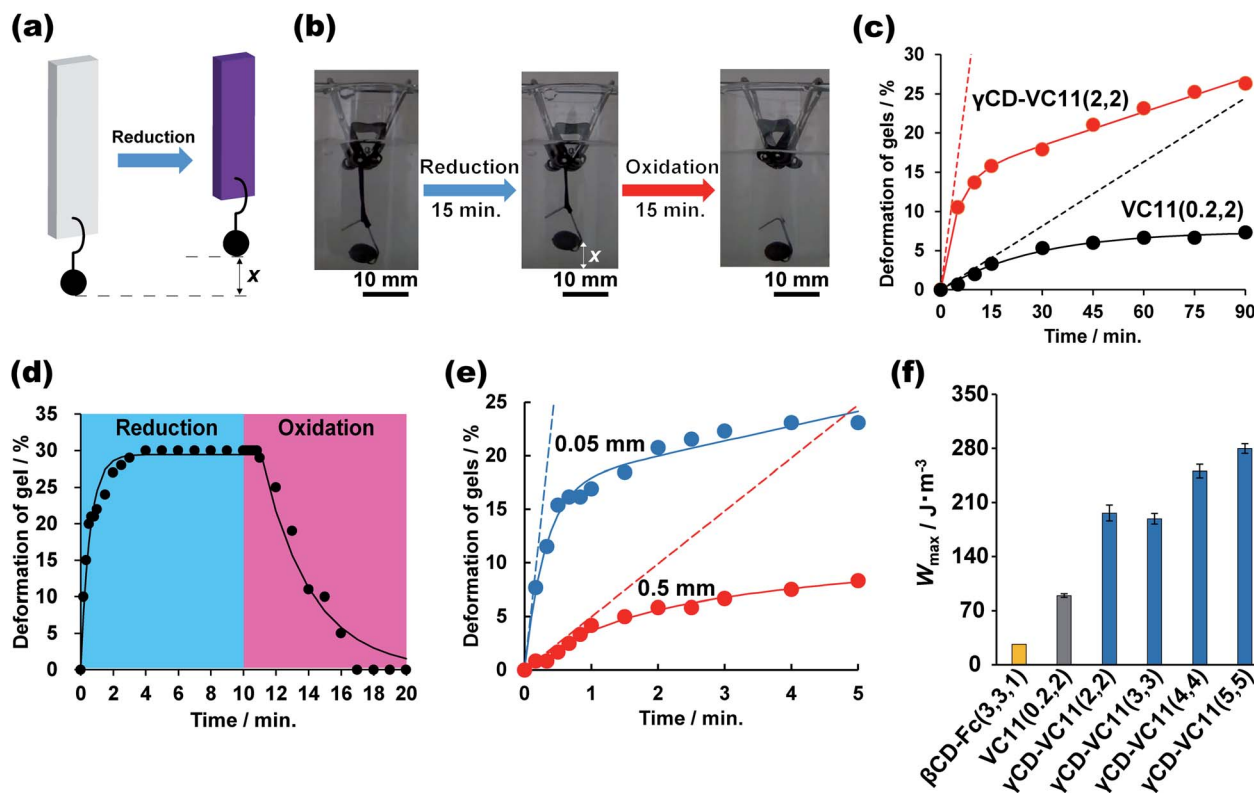 (a)
Reduction
x
(b)
Reduction
15 min.
Oxidation
15 min.
x
10 mm
10 mm
10 mm
(c)
Deformation of gels / %
30
25
20
15
10
5
0
γCD-VC11(2,2)
VC11(0.2,2)
0 15 30 45 60 75 90
Time / min.
(d)
Deformation of gel / %
35
30
25
20
15
10
5
0
Reduction
Oxidation
0 2 4 6 8 10 12 14 16 18 20
Time / min.
(e)
Deformation of gels / %
25
20
15
10
5
0
0.05 mm
0.5 mm
0 1 2 3 4 5
Time / min.
(f)
Wmax / J·m-3
350
280
210
140
70
0
βCD-Fc(3,3,1)
VC11(0.2,2)
γCD-VC11(2,2)
γCD-VC11(3,3)
γCD-VC11(4,4)
γCD-VC11(5,5)